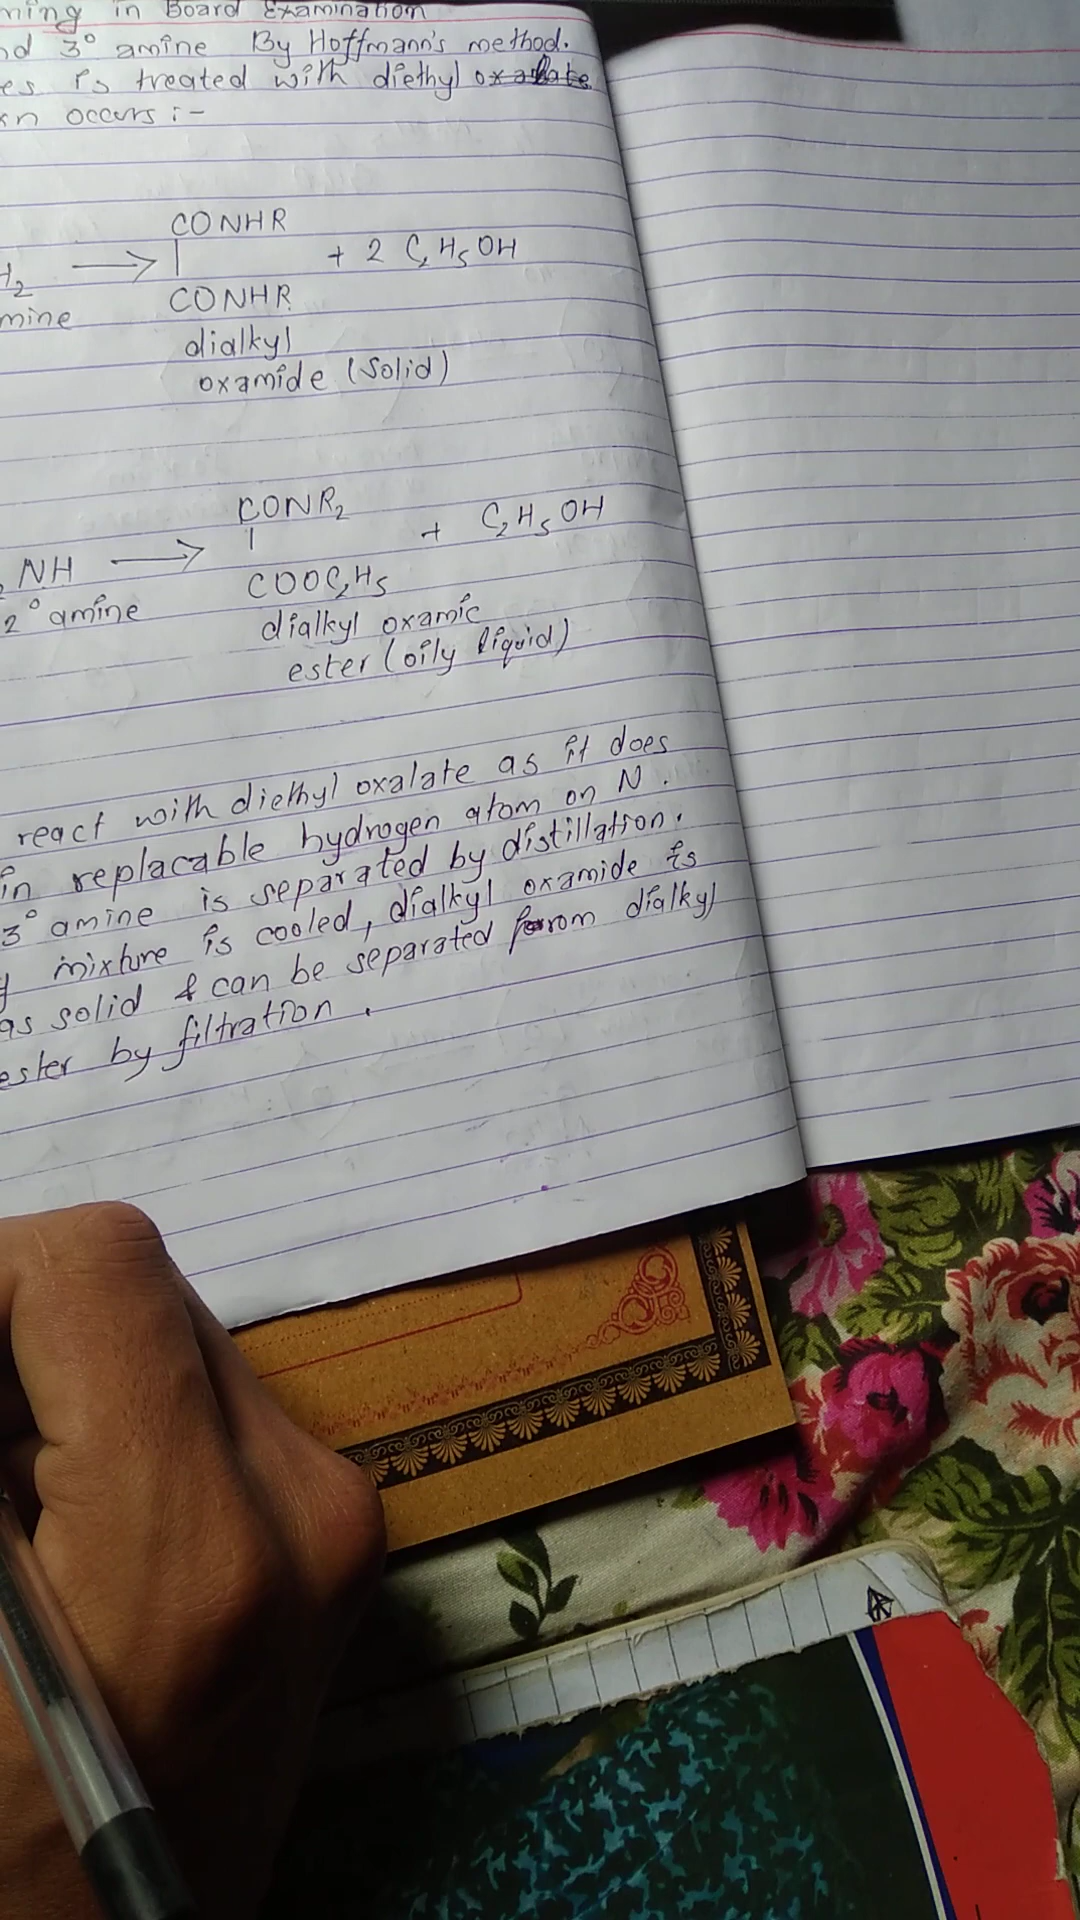 ning in Board Examination
nd 3° amine By Hoffmann's method.
es is treated with diethyl oxalate
on occurs :-
CONHR
H₂ ⟶ | + 2 C₂H₅OH
CONHR
mine
dialkyl
oxamide (solid)
CONR₂
₂NH ⟶ | + C₂H₅OH
COOC₂H₅
2° amine
dialkyl oxamic
ester (oily liquid)
react with diethyl oxalate as it does
in replacable hydrogen atom on N.
3° amine is separated by distillation.
g mixture is cooled, dialkyl oxamide is
as solid & can be separated from dialkyl
ester by filtration.